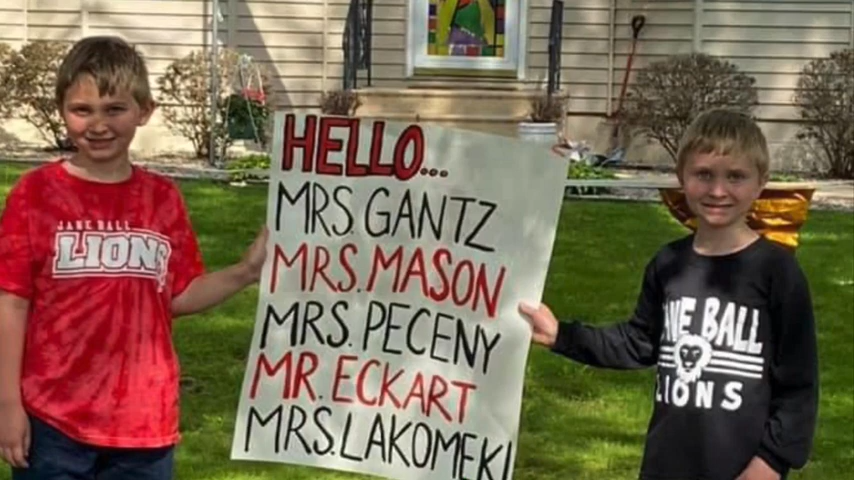 HELLO...
MRS. GANTZ
MRS. MASON
MRS. PECENY
MR. ECKART
MRS. LAKOMEKI
JANE BALL
LIONS
JANE BALL
LIONS